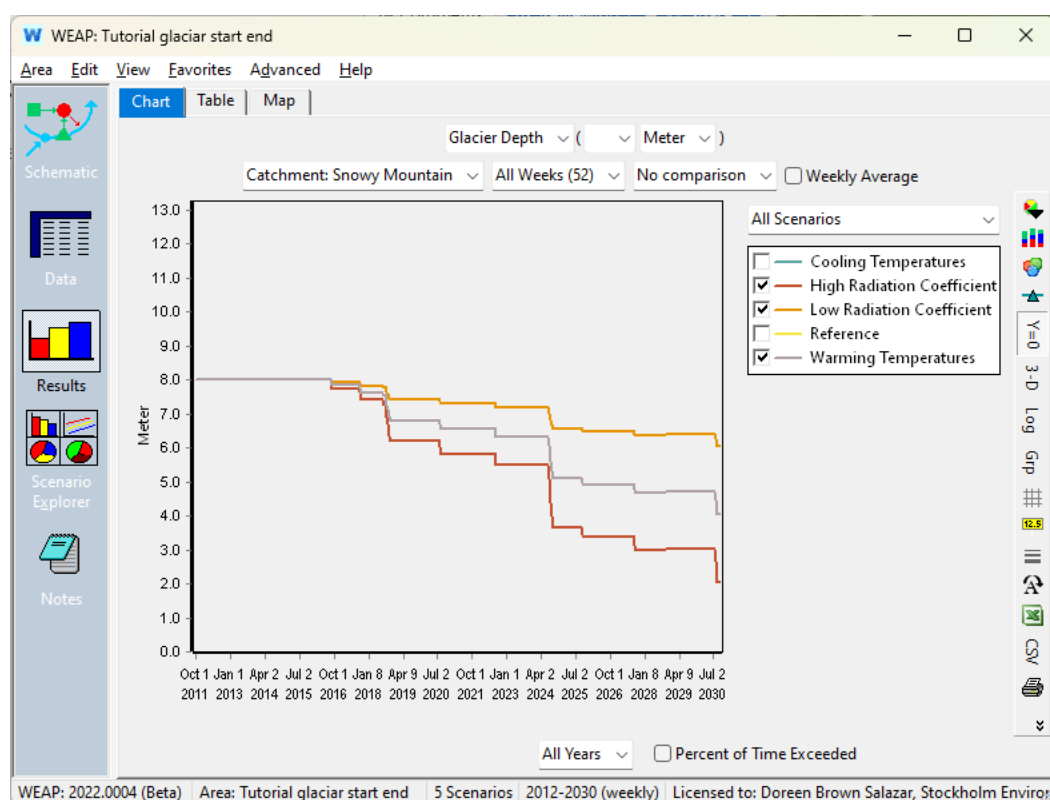 WEAP: Tutorial glaciar start end
Area Edit View Favorites Advanced Help
Schematic
Data
Results
Scenario
Explorer
Notes
Chart Table Map
Glacier Depth ( Meter )
Catchment: Snowy Mountain All Weeks (52) No comparison Weekly Average
All Scenarios
Cooling Temperatures
High Radiation Coefficient
Low Radiation Coefficient
Reference
Warming Temperatures
Meter
13.0
12.0
11.0
10.0
9.0
8.0
7.0
6.0
5.0
4.0
3.0
2.0
1.0
0.0
Oct 1 Jan 1 Apr 2 Jul 2 Oct 1 Jan 8 Apr 9 Jul 2 Oct 1 Jan 1 Apr 2 Jul 2 Oct 1 Jan 8 Apr 9 Jul 2
2011 2013 2014 2015 2016 2018 2019 2020 2021 2023 2024 2025 2026 2028 2029 2030
All Years Percent of Time Exceeded
Y=0
3-D
Log
Grp
12.5
CSV
WEAP: 2022.0004 (Beta) Area: Tutorial glaciar start end 5 Scenarios 2012-2030 (weekly) Licensed to: Doreen Brown Salazar, Stockholm Enviro